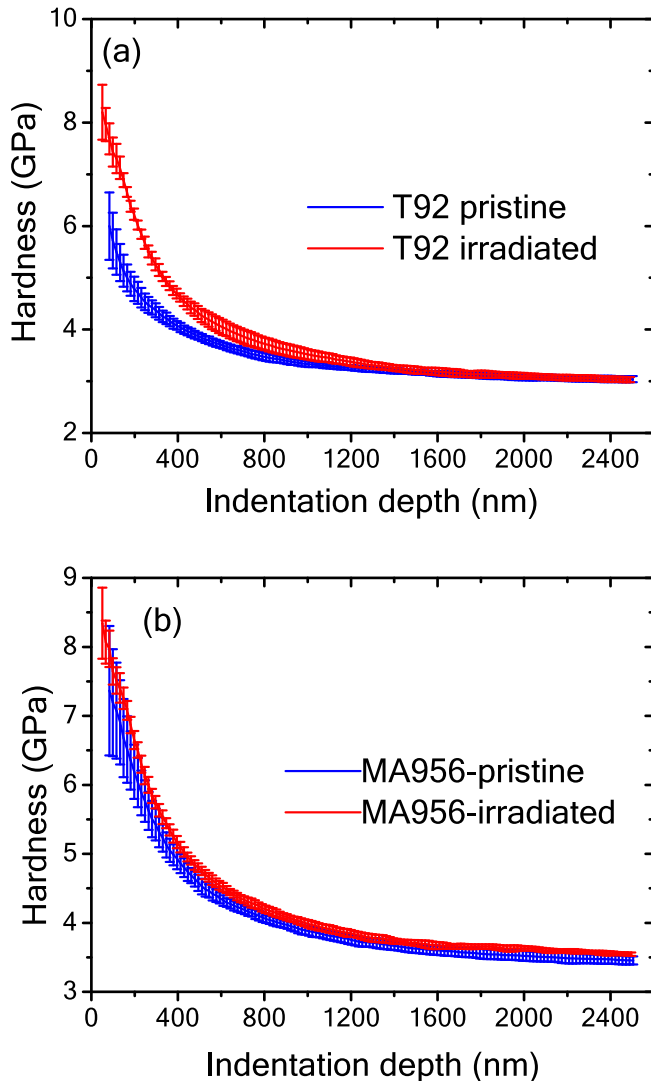 (a)
10
8
6
4
2
Hardness (GPa)
T92 pristine
T92 irradiated
0 400 800 1200 1600 2000 2400
Indentation depth (nm)
(b)
9
8
7
6
5
4
3
Hardness (GPa)
MA956-pristine
MA956-irradiated
0 400 800 1200 1600 2000 2400
Indentation depth (nm)